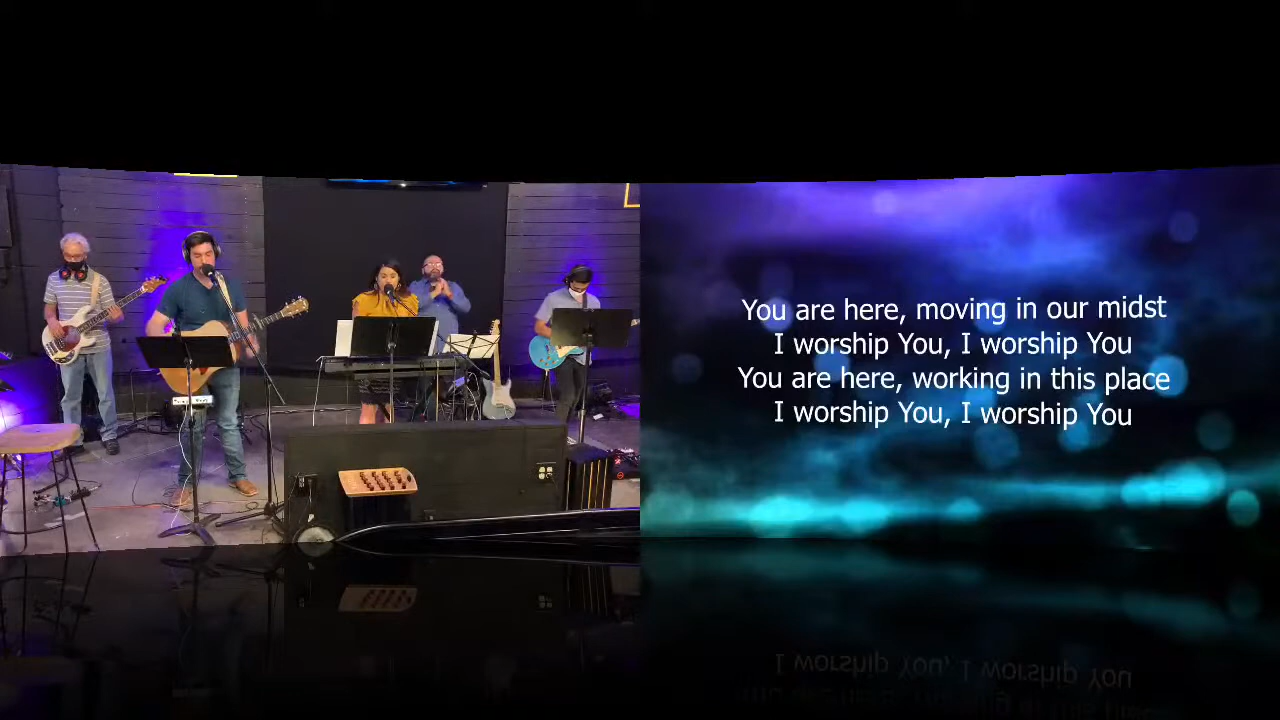 You are here, moving in our midst
I worship You, I worship You
You are here, working in this place
I worship You, I worship You